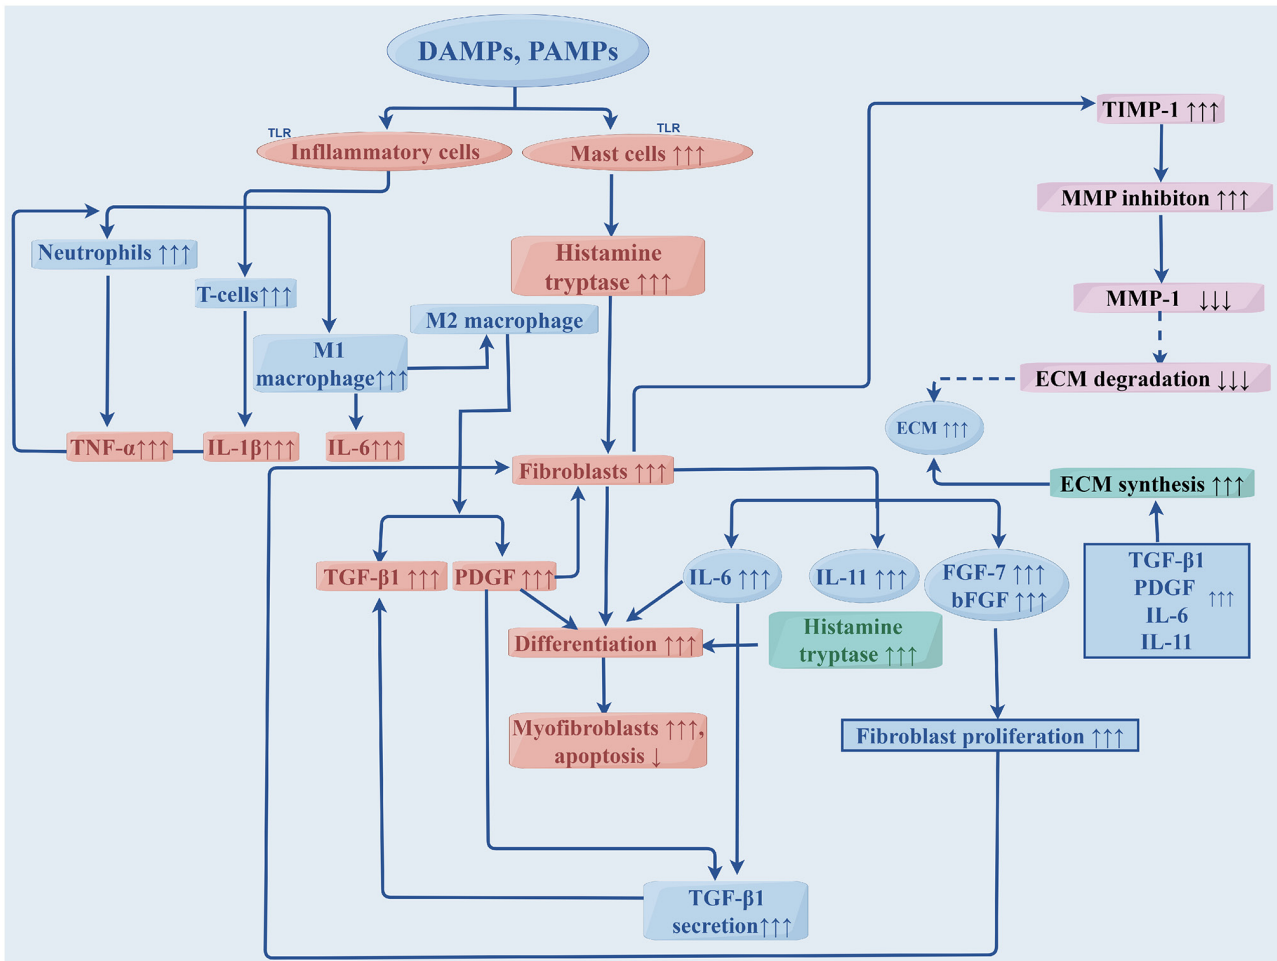 DAMPs, PAMPs
TLR
Infllammatory cells
TLR
Mast cells ↑↑↑
TIMP-1 ↑↑↑
MMP inhibiton ↑↑↑
Neutrophils ↑↑↑
Histamine
tryptase ↑↑↑
T-cells↑↑↑
MMP-1 ↓↓↓
M2 macrophage
M1
macrophage↑↑↑
ECM degradation ↓↓↓
ECM ↑↑↑
TNF-α↑↑↑
IL-1β↑↑↑
IL-6↑↑↑
Fibroblasts ↑↑↑
ECM synthesis ↑↑↑
TGF-β1 ↑↑↑
PDGF ↑↑↑
IL-6 ↑↑↑
IL-11 ↑↑↑
FGF-7 ↑↑↑
bFGF ↑↑↑
TGF-β1
PDGF ↑↑↑
IL-6
IL-11
Differentiation ↑↑↑
Histamine
tryptase ↑↑↑
Myofibroblasts ↑↑↑,
apoptosis ↓
Fibroblast proliferation ↑↑↑
TGF-β1
secretion↑↑↑